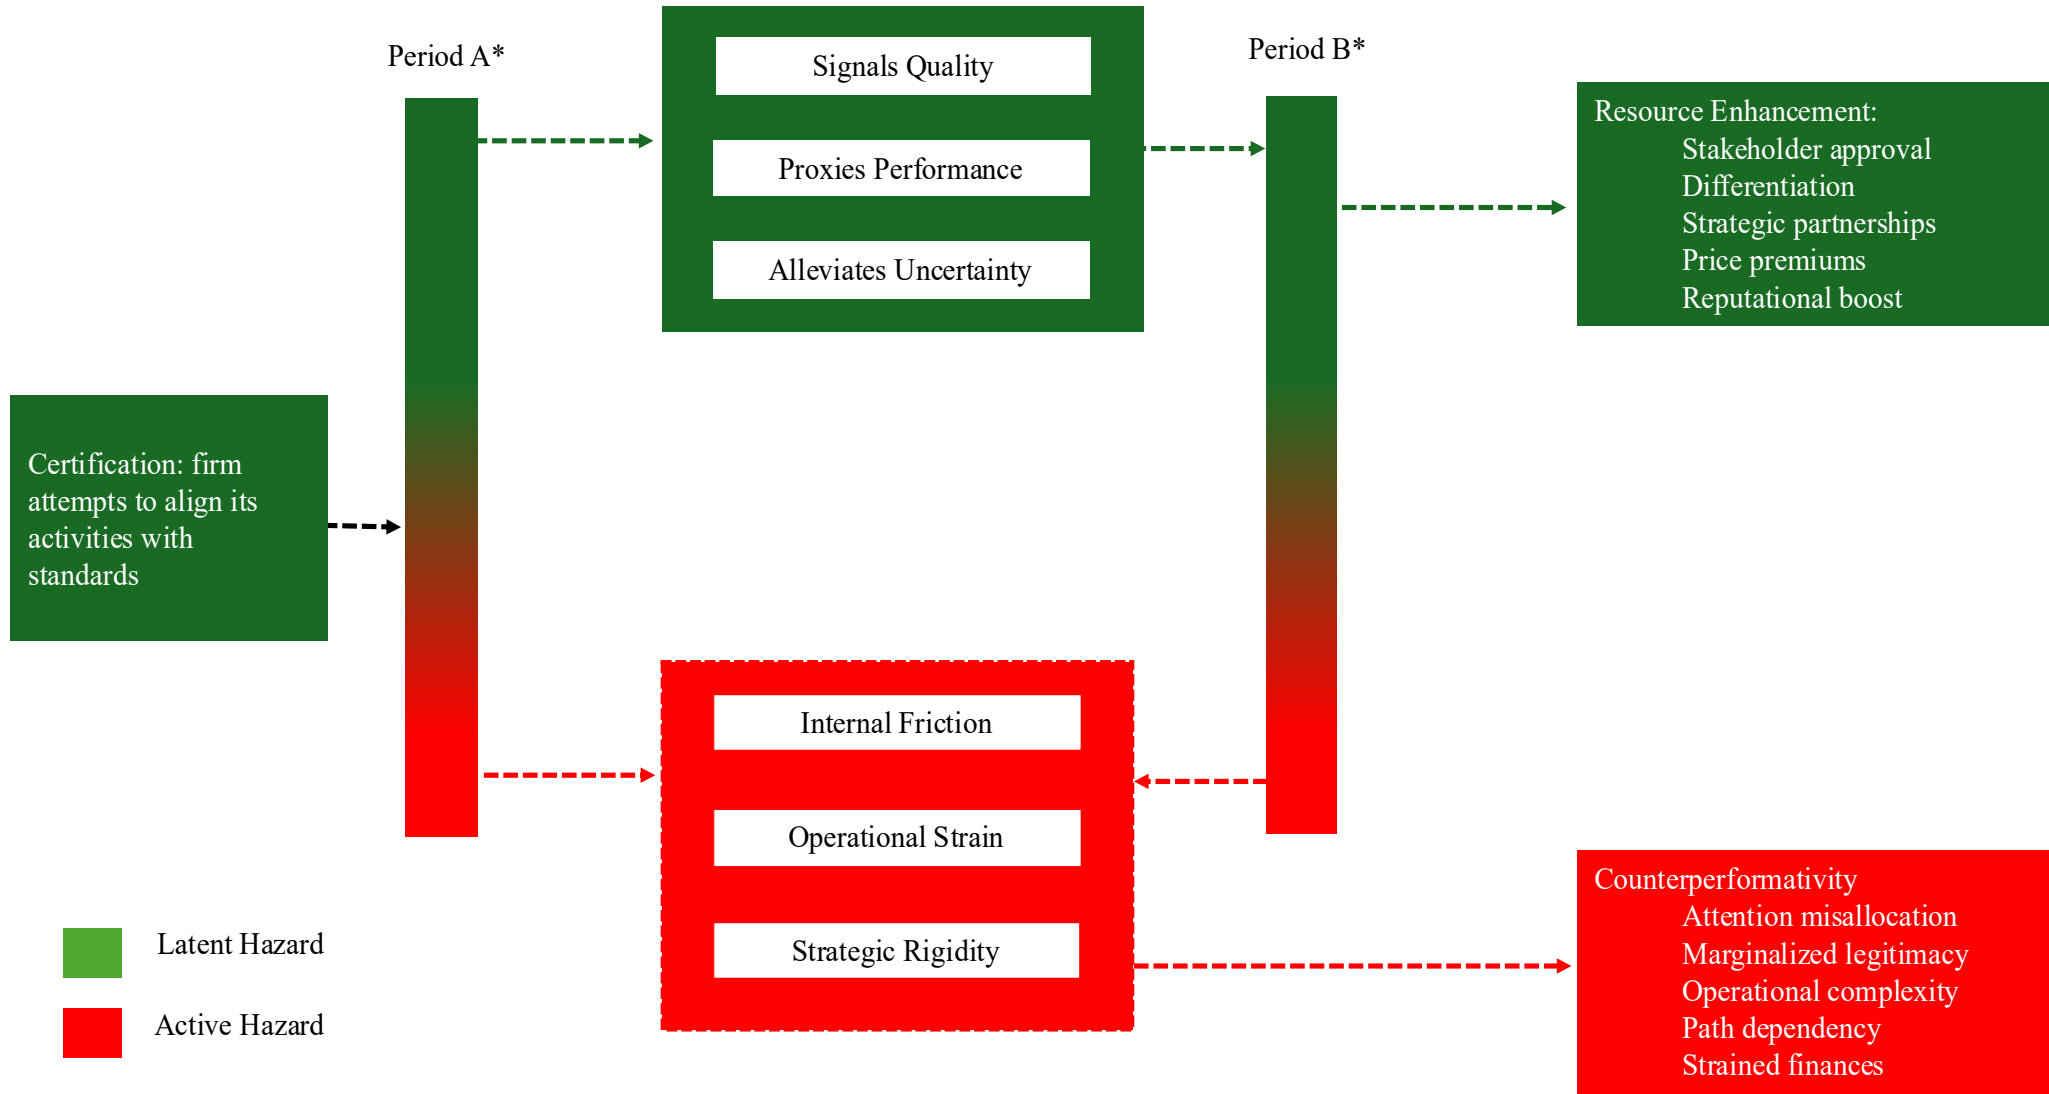 Period A*
Signals Quality
Proxies Performance
Alleviates Uncertainty
Period B*
Resource Enhancement:
Stakeholder approval
Differentiation
Strategic partnerships
Price premiums
Reputational boost
Certification: firm
attempts to align its
activities with
standards
Internal Friction
Operational Strain
Strategic Rigidity
Counterperformativity
Attention misallocation
Marginalized legitimacy
Operational complexity
Path dependency
Strained finances
Latent Hazard
Active Hazard